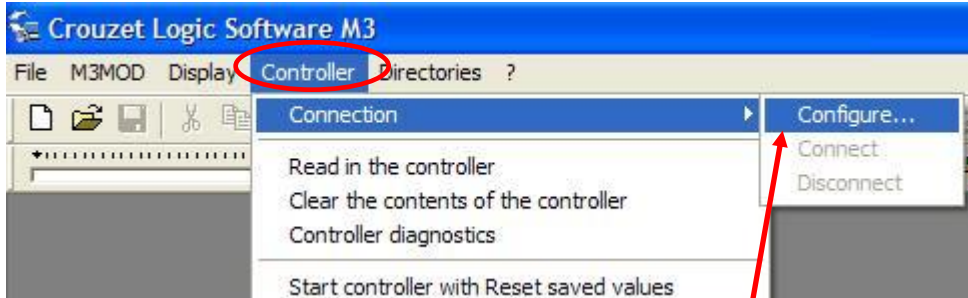 Crouzet Logic Software M3
File M3MOD Display Controller Directories ?
Connection
Configure...
Connect
Disconnect
Read in the controller
Clear the contents of the controller
Controller diagnostics
Start controller with Reset saved values